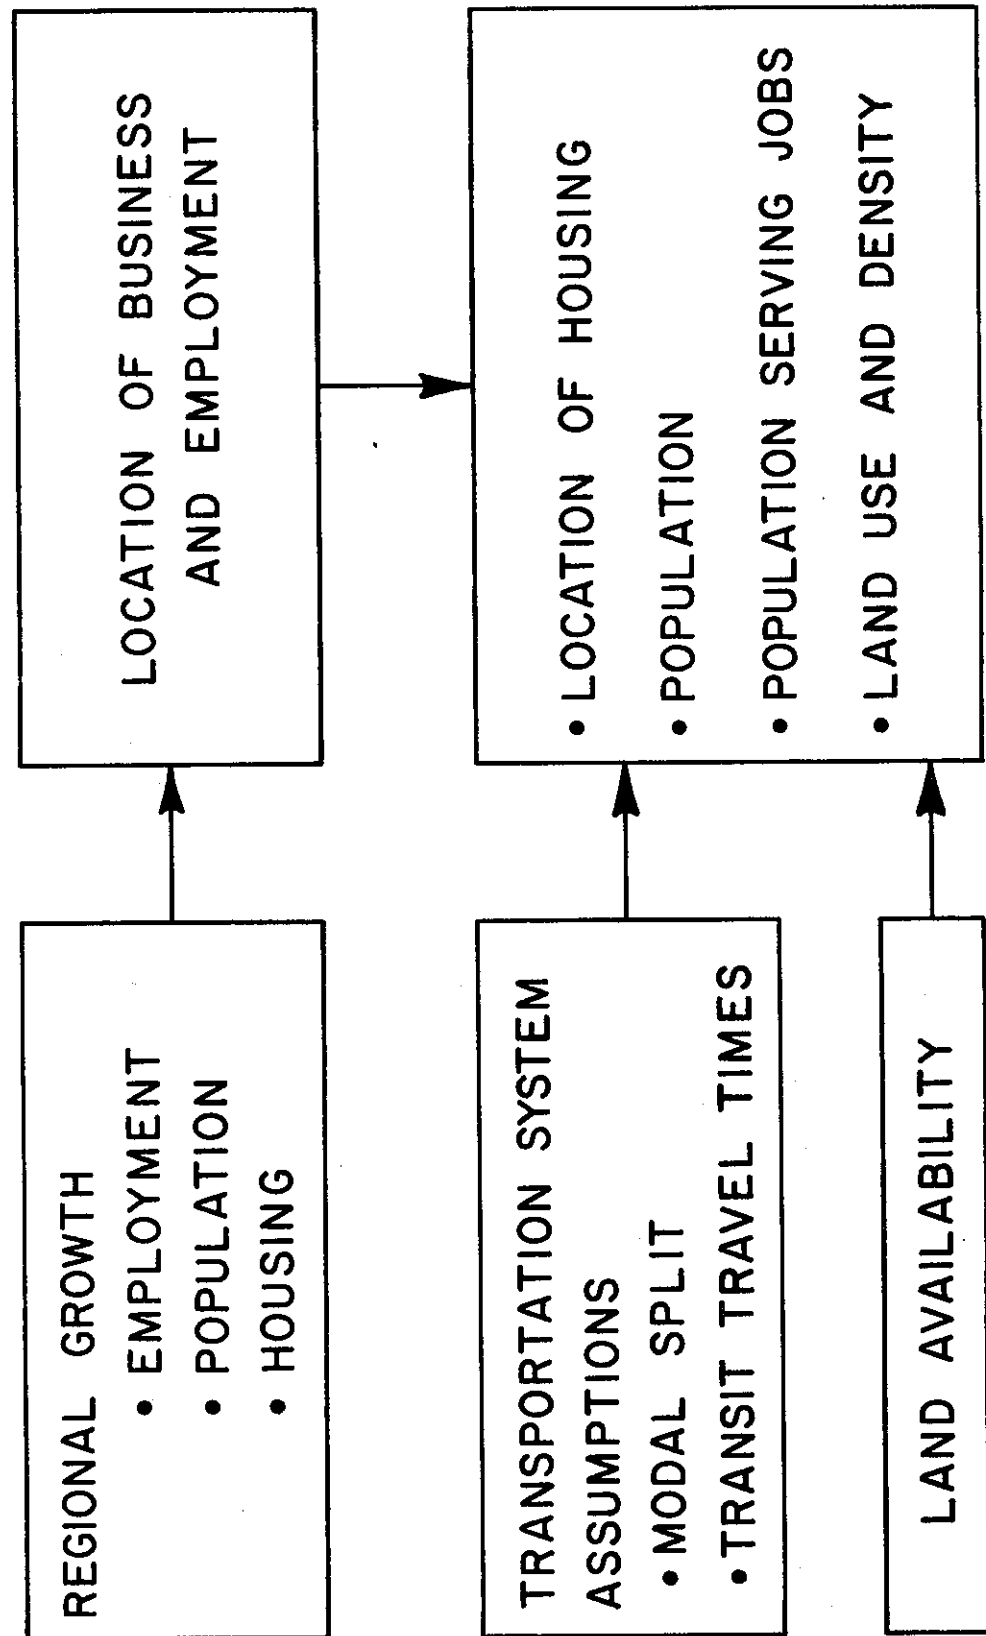 REGIONAL GROWTH
• EMPLOYMENT
• POPULATION
• HOUSING
LOCATION OF BUSINESS
AND EMPLOYMENT
TRANSPORTATION SYSTEM
ASSUMPTIONS
• MODAL SPLIT
• TRANSIT TRAVEL TIMES
• LOCATION OF HOUSING
• POPULATION
• POPULATION SERVING JOBS
• LAND USE AND DENSITY
LAND AVAILABILITY